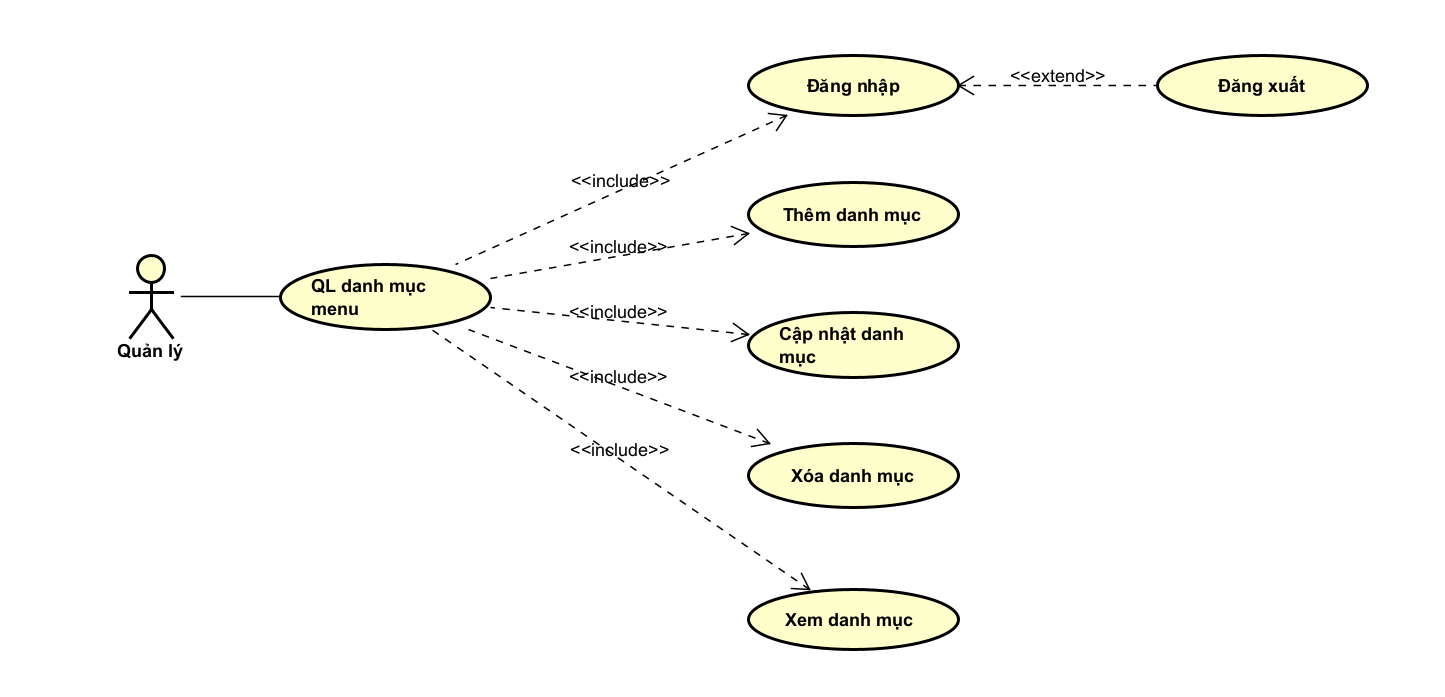 Đăng nhập
<<extend>>
Đăng xuất
<<include>>
Thêm danh mục
<<include>>
QL danh mục
menu
<<include>>
Cập nhật danh
mục
Quản lý
<<include>>
<<include>>
Xóa danh mục
Xem danh mục